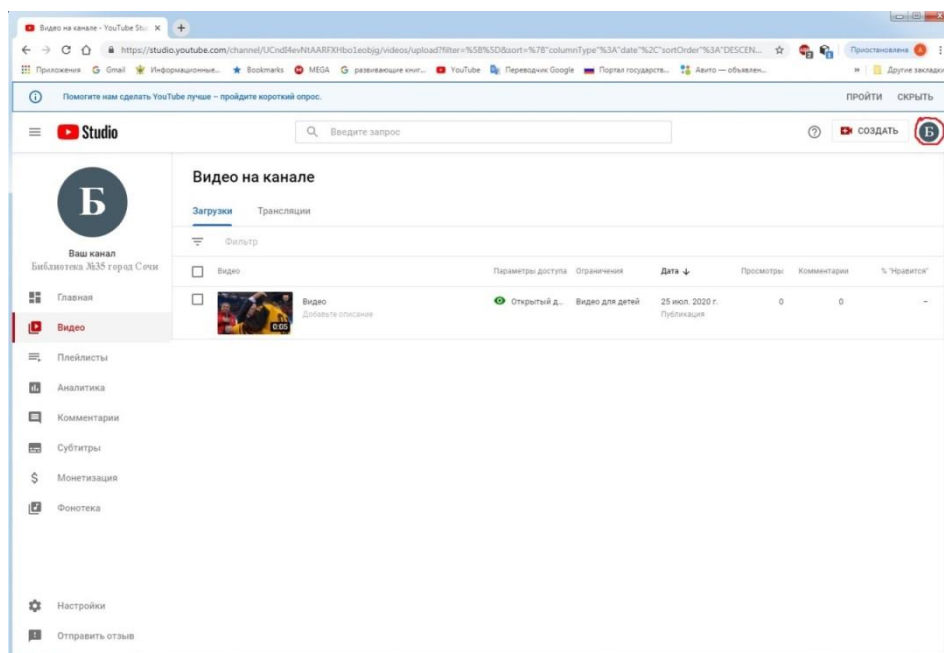 Видео на канале - YouTube Stu
https://studio.youtube.com/channel/UCndl4evNtAARFXHbo1eobjg/videos/upload?filter=%5B%5D&sort=%7B"columnType"%3A"date"%2C"sortOrder"%3A"DESCEN...
Приостановлена
Приложения Gmail Информационные... Bookmarks MEGA развивающие книг... YouTube Переводчик Google Портал государств... Авито — объявлен... » Другие закладки
Помогите нам сделать YouTube лучше – пройдите короткий опрос. ПРОЙТИ СКРЫТЬ
Studio Введите запрос СОЗДАТЬ Б
Б
Ваш канал
Библиотека №35 город Сочи
Главная
Видео
Плейлисты
Аналитика
Комментарии
Субтитры
Монетизация
Фонотека
Настройки
Отправить отзыв
Видео на канале
Загрузки Трансляции
Фильтр
Видео Параметры доступа Ограничения Дата Просмотры Комментарии % "Нравится"
Видео Открытый д... Видео для детей 25 июл. 2020 г. 0 0 –
Добавьте описание Публикация
0:05